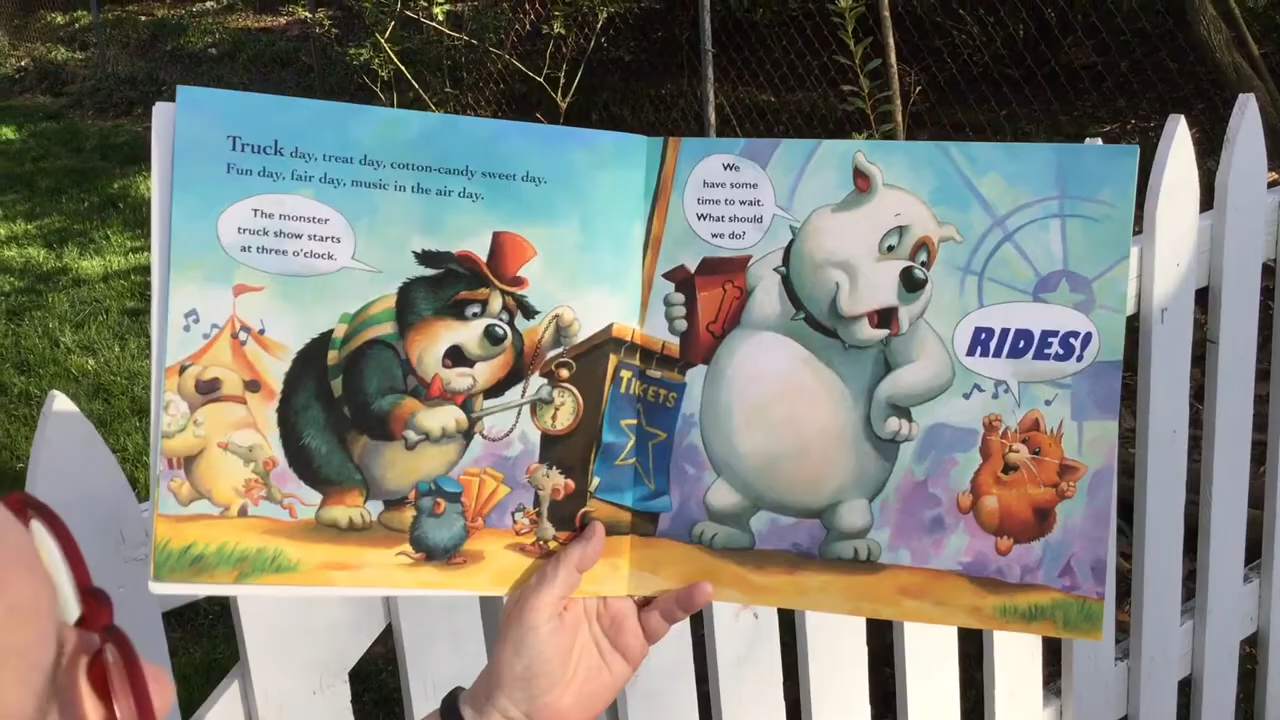 Truck day, treat day, cotton-candy sweet day.
Fun day, fair day, music in the air day.
The monster
truck show starts
at three o'clock.
TICKETS
We
have some
time to wait.
What should
we do?
RIDES!